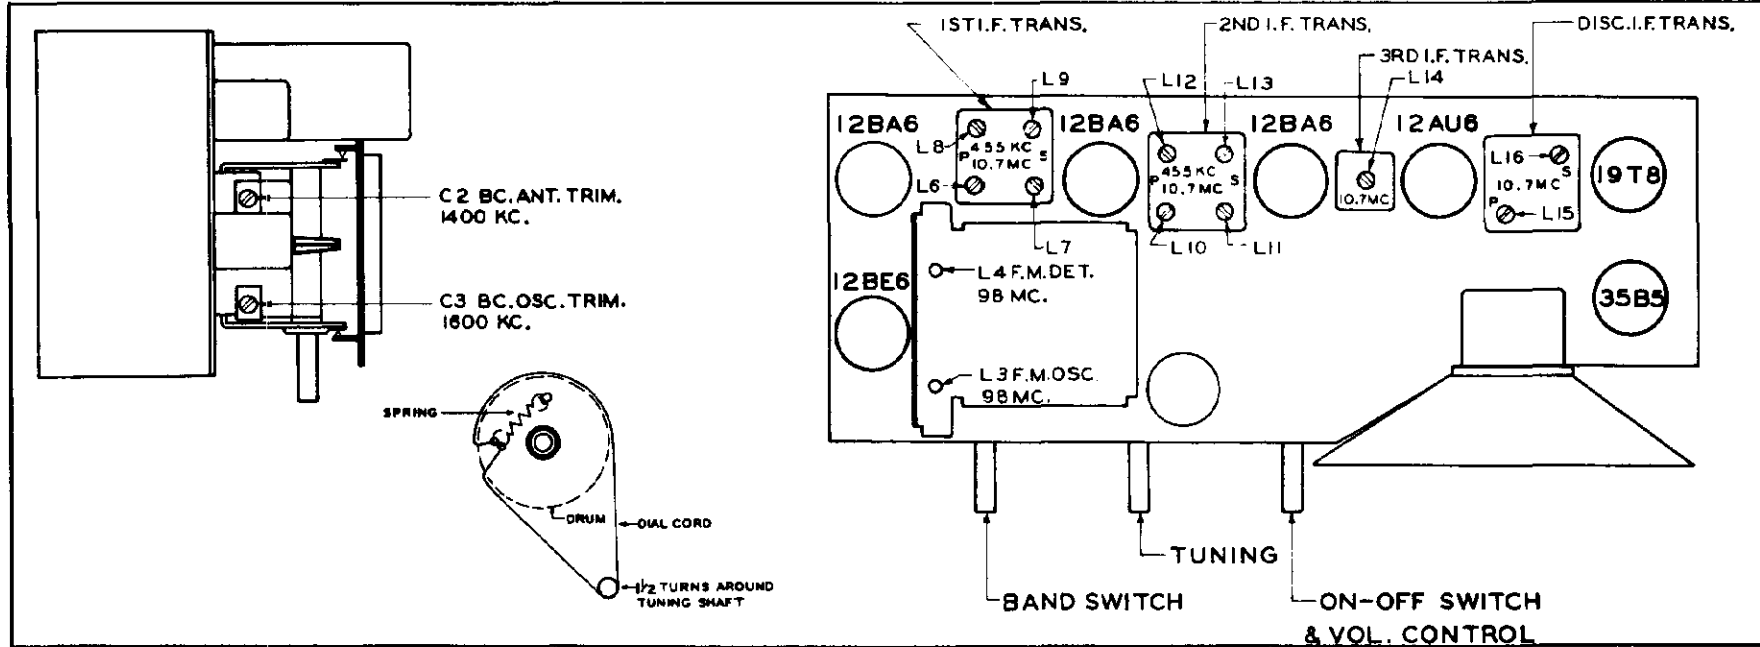 C2 BC. ANT. TRIM.
1400 KC.
C3 BC. OSC. TRIM.
1600 KC.
SPRING
DRUM
DIAL CORD
1 1/2 TURNS AROUND
TUNING SHAFT
1ST I.F. TRANS.
2ND I.F. TRANS.
DISC. I.F. TRANS.
3RD I.F. TRANS.
L9
L12
L13
L14
12BA6
12BA6
12BA6
12AU6
L8
P 455 KC
10.7 MC S
L6
L7
455 KC
P 10.7 MC S
L10
L11
10.7MC
L16
S
10.7 MC
P
L15
19T8
12BE6
L4 F.M. DET.
98 MC.
L3 F.M. OSC.
98 MC.
35B5
TUNING
BAND SWITCH
ON-OFF SWITCH
& VOL. CONTROL